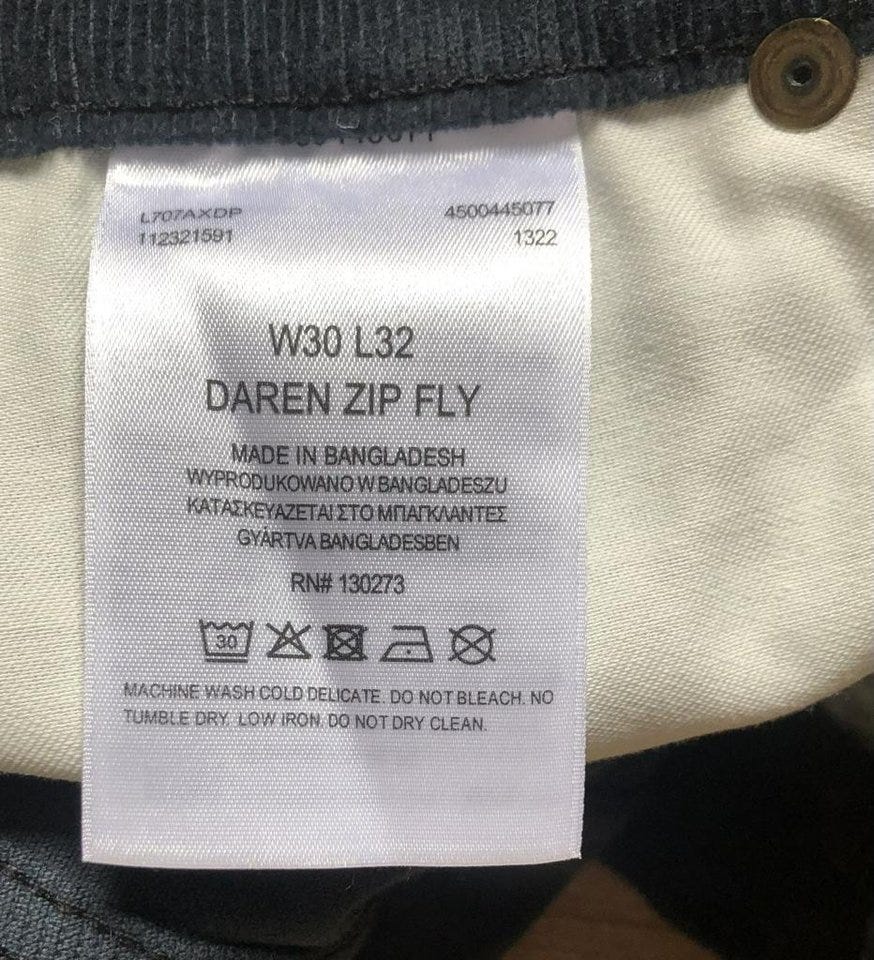 L707AXDP 4500445077
112321591 1322
W30 L32
DAREN ZIP FLY
MADE IN BANGLADESH
WYPRODUKOWANO W BANGLADESZU
ΚΑΤΑΣΚΕΥΑΖΕΤΑΙ ΣΤΟ ΜΠΑΓΚΛΑΝΤΕΣ
GYÁRTVA BANGLADESBEN
RN# 130273
30
MACHINE WASH COLD DELICATE. DO NOT BLEACH. NO
TUMBLE DRY. LOW IRON. DO NOT DRY CLEAN.